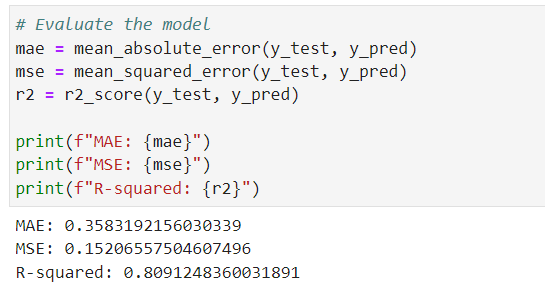 # Evaluate the model
mae = mean_absolute_error(y_test, y_pred)
mse = mean_squared_error(y_test, y_pred)
r2 = r2_score(y_test, y_pred)
print(f"MAE: {mae}")
print(f"MSE: {mse}")
print(f"R-squared: {r2}")
MAE: 0.3583192156030339
MSE: 0.15206557504607496
R-squared: 0.8091248360031891